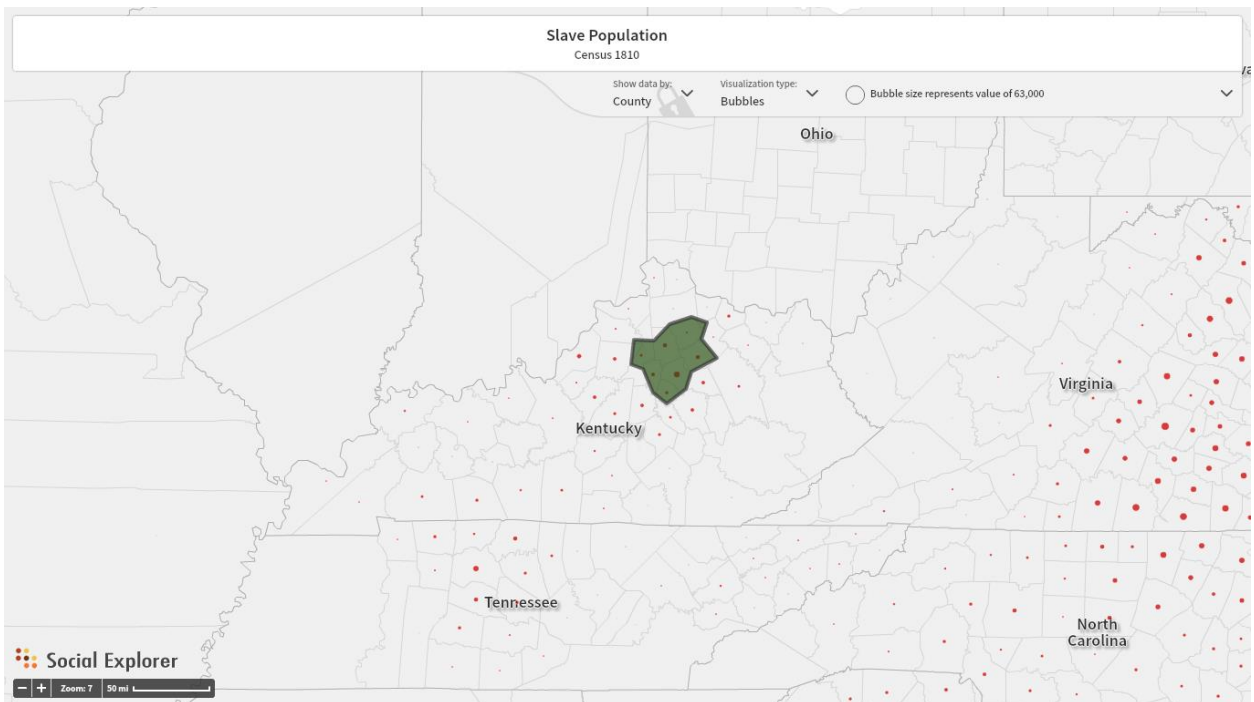 Slave Population
Census 1810
Show data by:
County
Visualization type:
Bubbles
Bubble size represents value of 63,000
Ohio
Virginia
Kentucky
Tennessee
North
Carolina
Social Explorer
Zoom: 7
50 mi